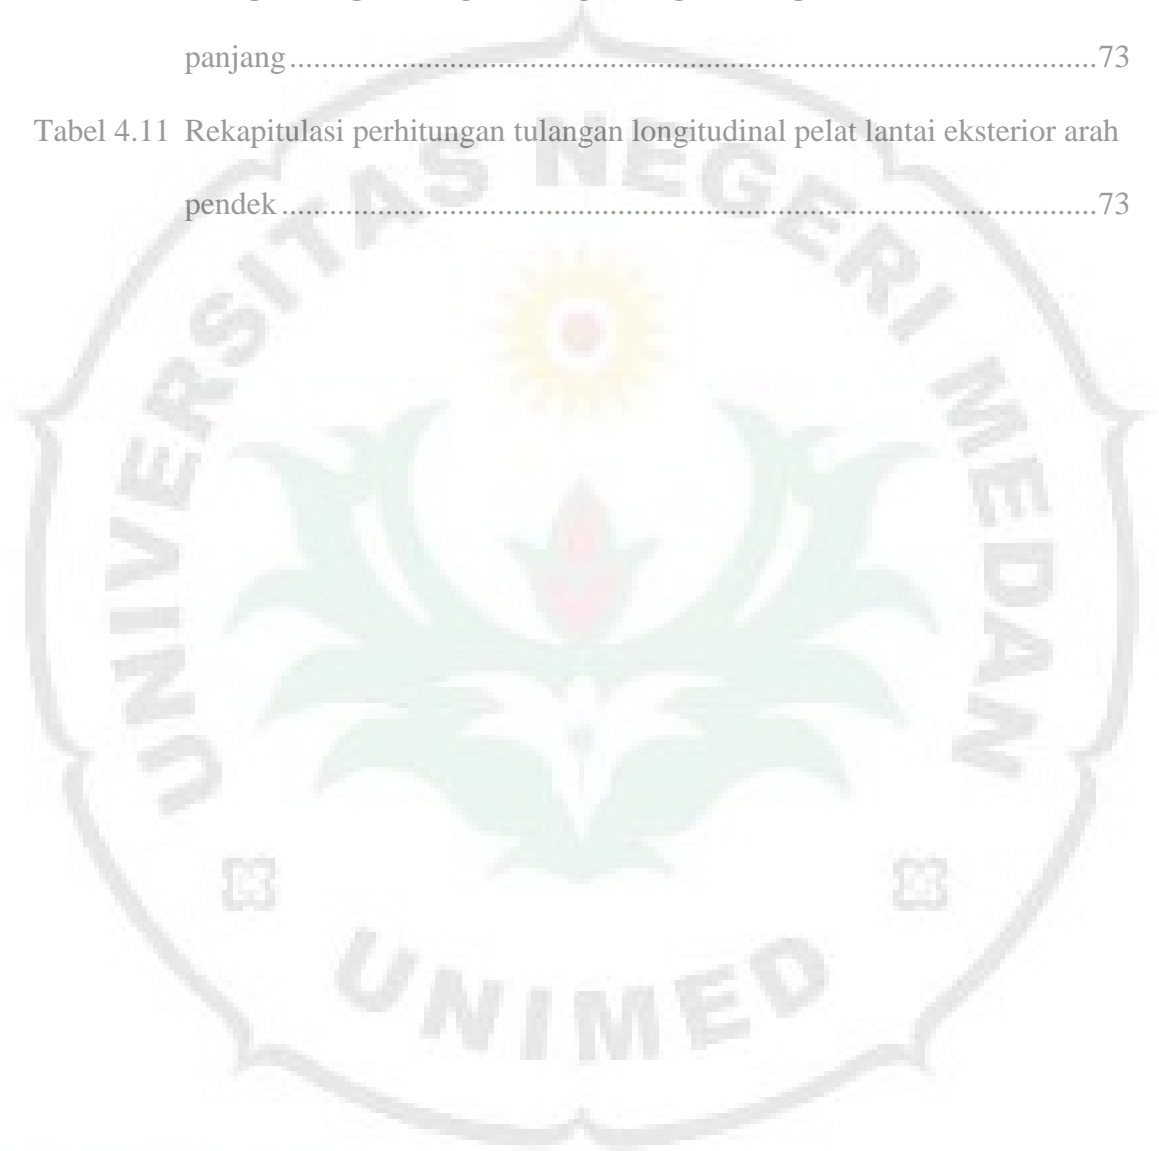 panjang..........................................................................................................73
Tabel 4.11 Rekapitulasi perhitungan tulangan longitudinal pelat lantai eksterior arah
pendek...........................................................................................................73
UNIVERSITAS NEGERI MEDAN
UNIMED